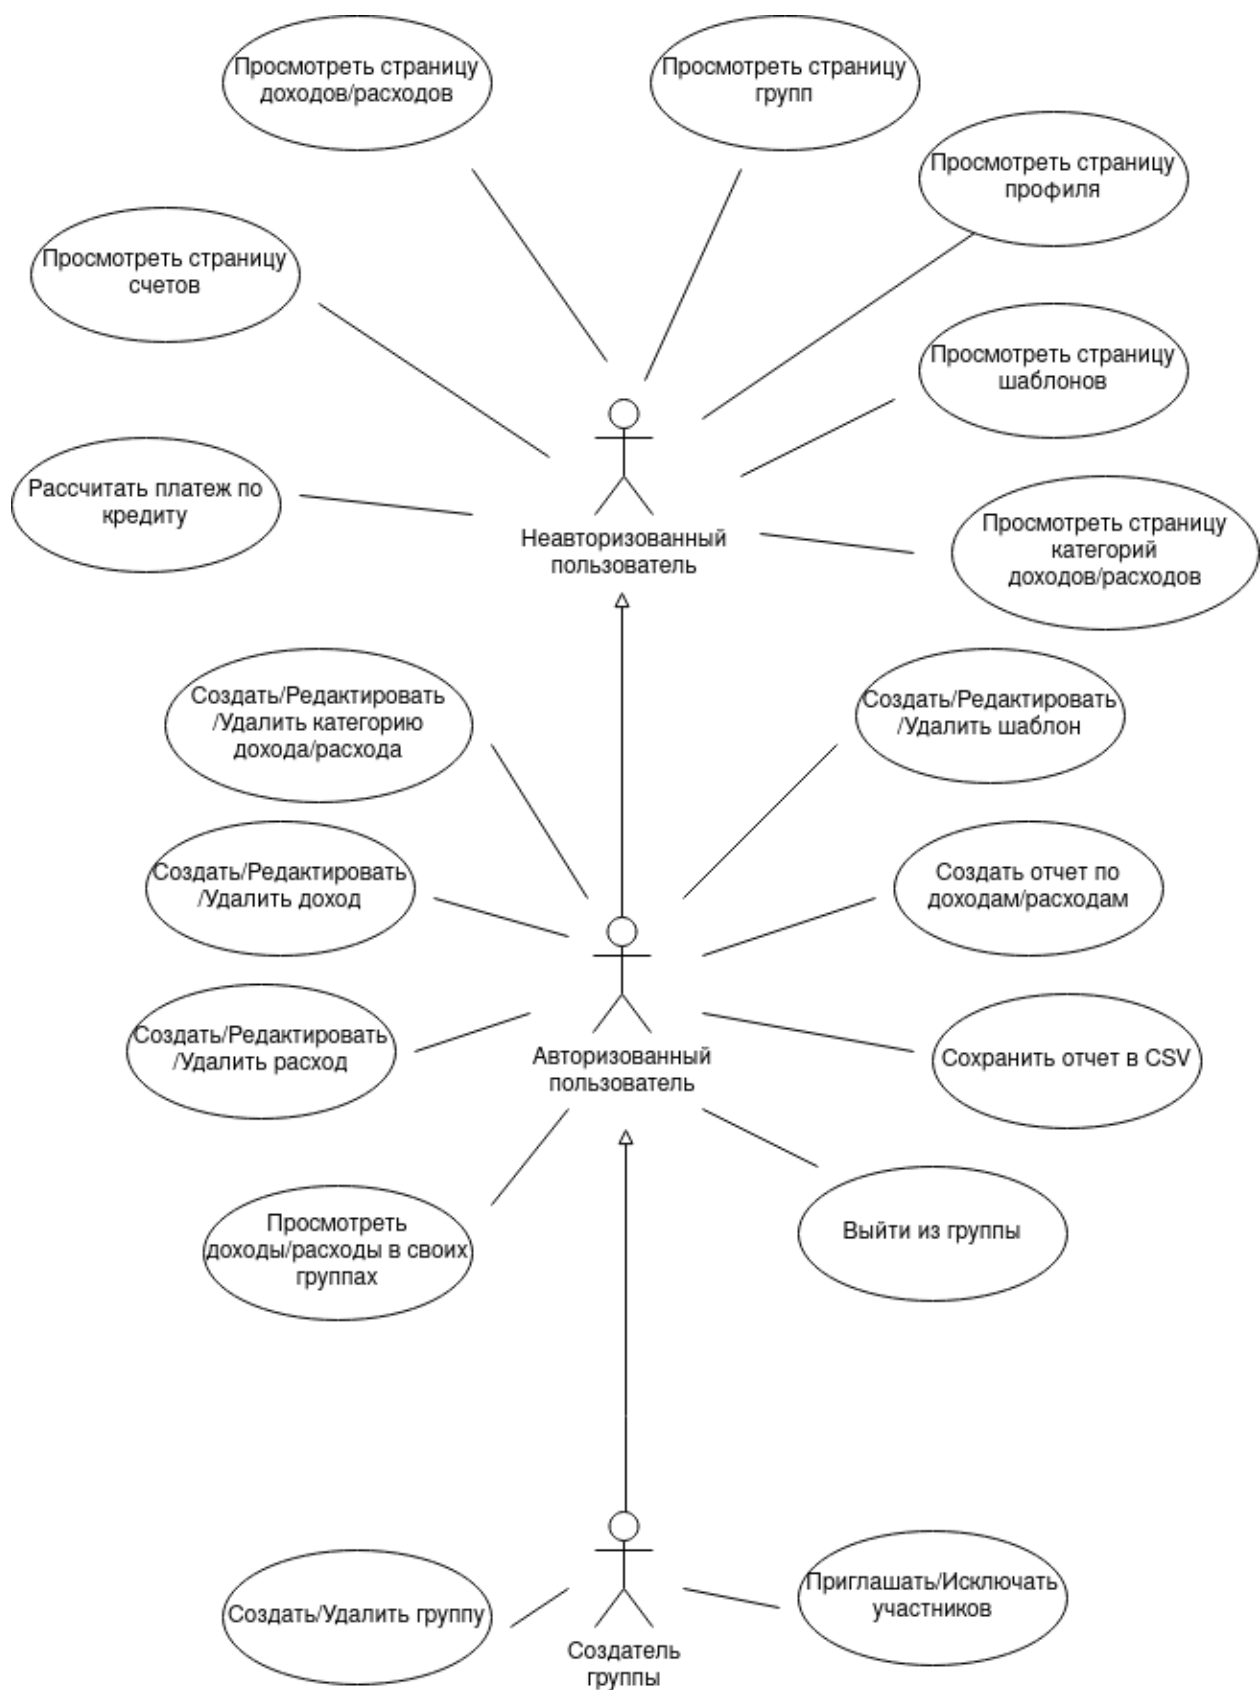 Просмотреть страницу
доходов/расходов
Просмотреть страницу
групп
Просмотреть страницу
профиля
Просмотреть страницу
счетов
Просмотреть страницу
шаблонов
Рассчитать платеж по
кредиту
Просмотреть страницу
категорий
доходов/расходов
Неавторизованный
пользователь
Создать/Редактировать
/Удалить категорию
дохода/расхода
Создать/Редактировать
/Удалить шаблон
Создать/Редактировать
/Удалить доход
Создать отчет по
доходам/расходам
Создать/Редактировать
/Удалить расход
Авторизованный
пользователь
Сохранить отчет в CSV
Просмотреть
доходы/расходы в своих
группах
Выйти из группы
Создать/Удалить группу
Приглашать/Исключать
участников
Создатель
группы